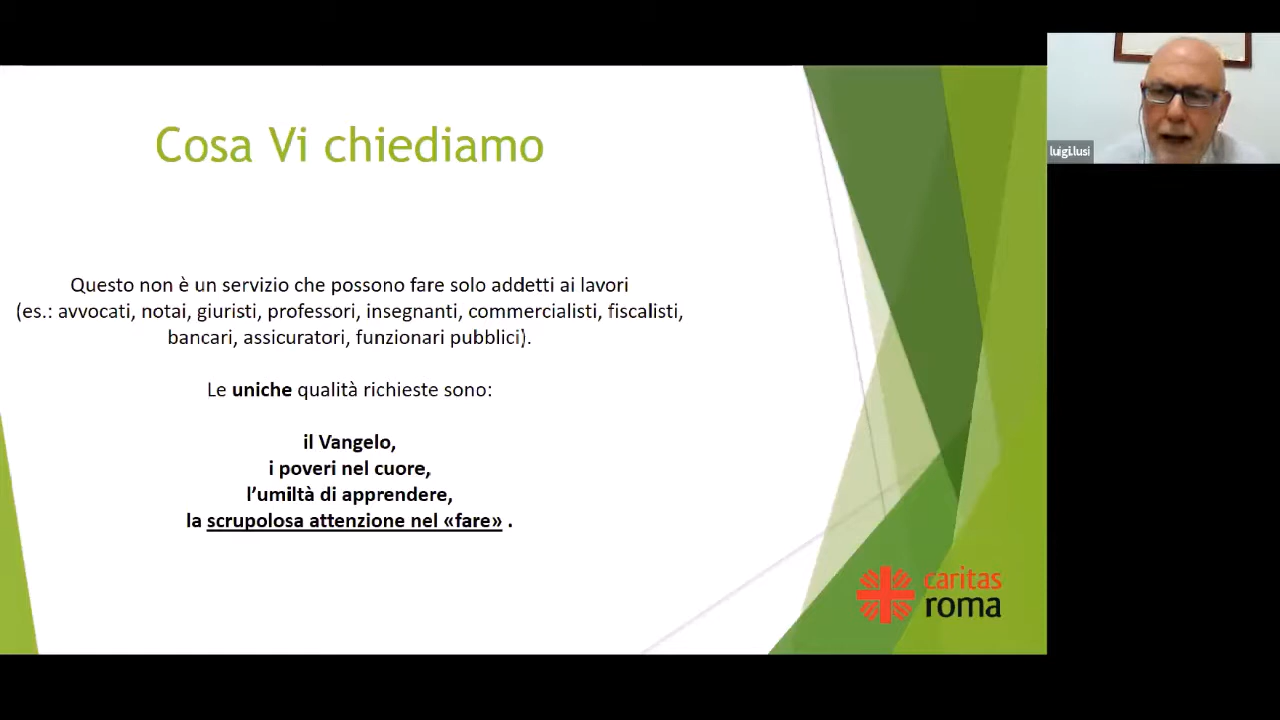 Cosa Vi chiediamo
Questo non è un servizio che possono fare solo addetti ai lavori
(es.: avvocati, notai, giuristi, professori, insegnanti, commercialisti, fiscalisti,
bancari, assicuratori, funzionari pubblici).
Le uniche qualità richieste sono:
il Vangelo,
i poveri nel cuore,
l'umiltà di apprendere,
la scrupolosa attenzione nel «fare» .
caritas
roma
luigi.lusi